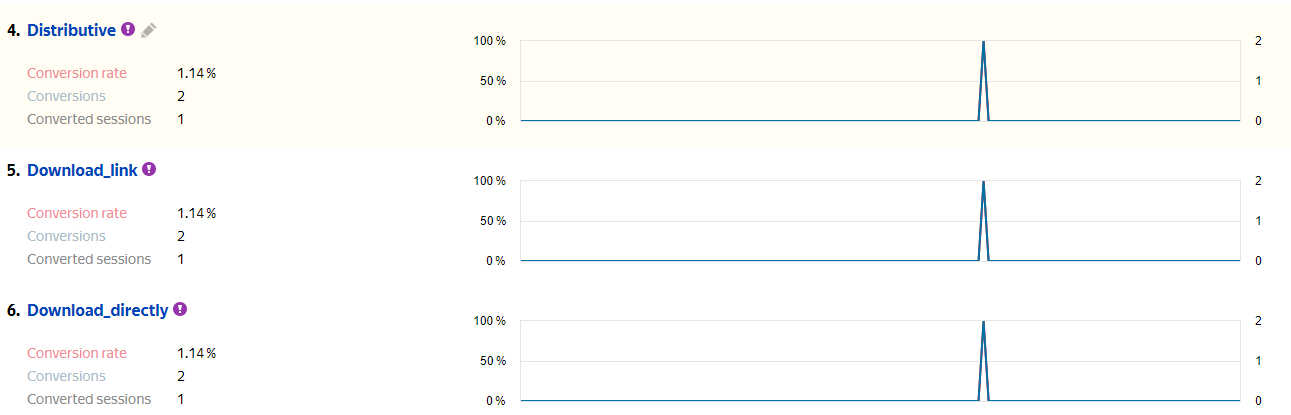 4. Distributive
Conversion rate 1.14 %
Conversions 2
Converted sessions 1
100 % 2
50 % 1
0 % 0
5. Download_link
Conversion rate 1.14 %
Conversions 2
Converted sessions 1
100 % 2
50 % 1
0 % 0
6. Download_directly
Conversion rate 1.14 %
Conversions 2
Converted sessions 1
100 % 2
50 % 1
0 % 0